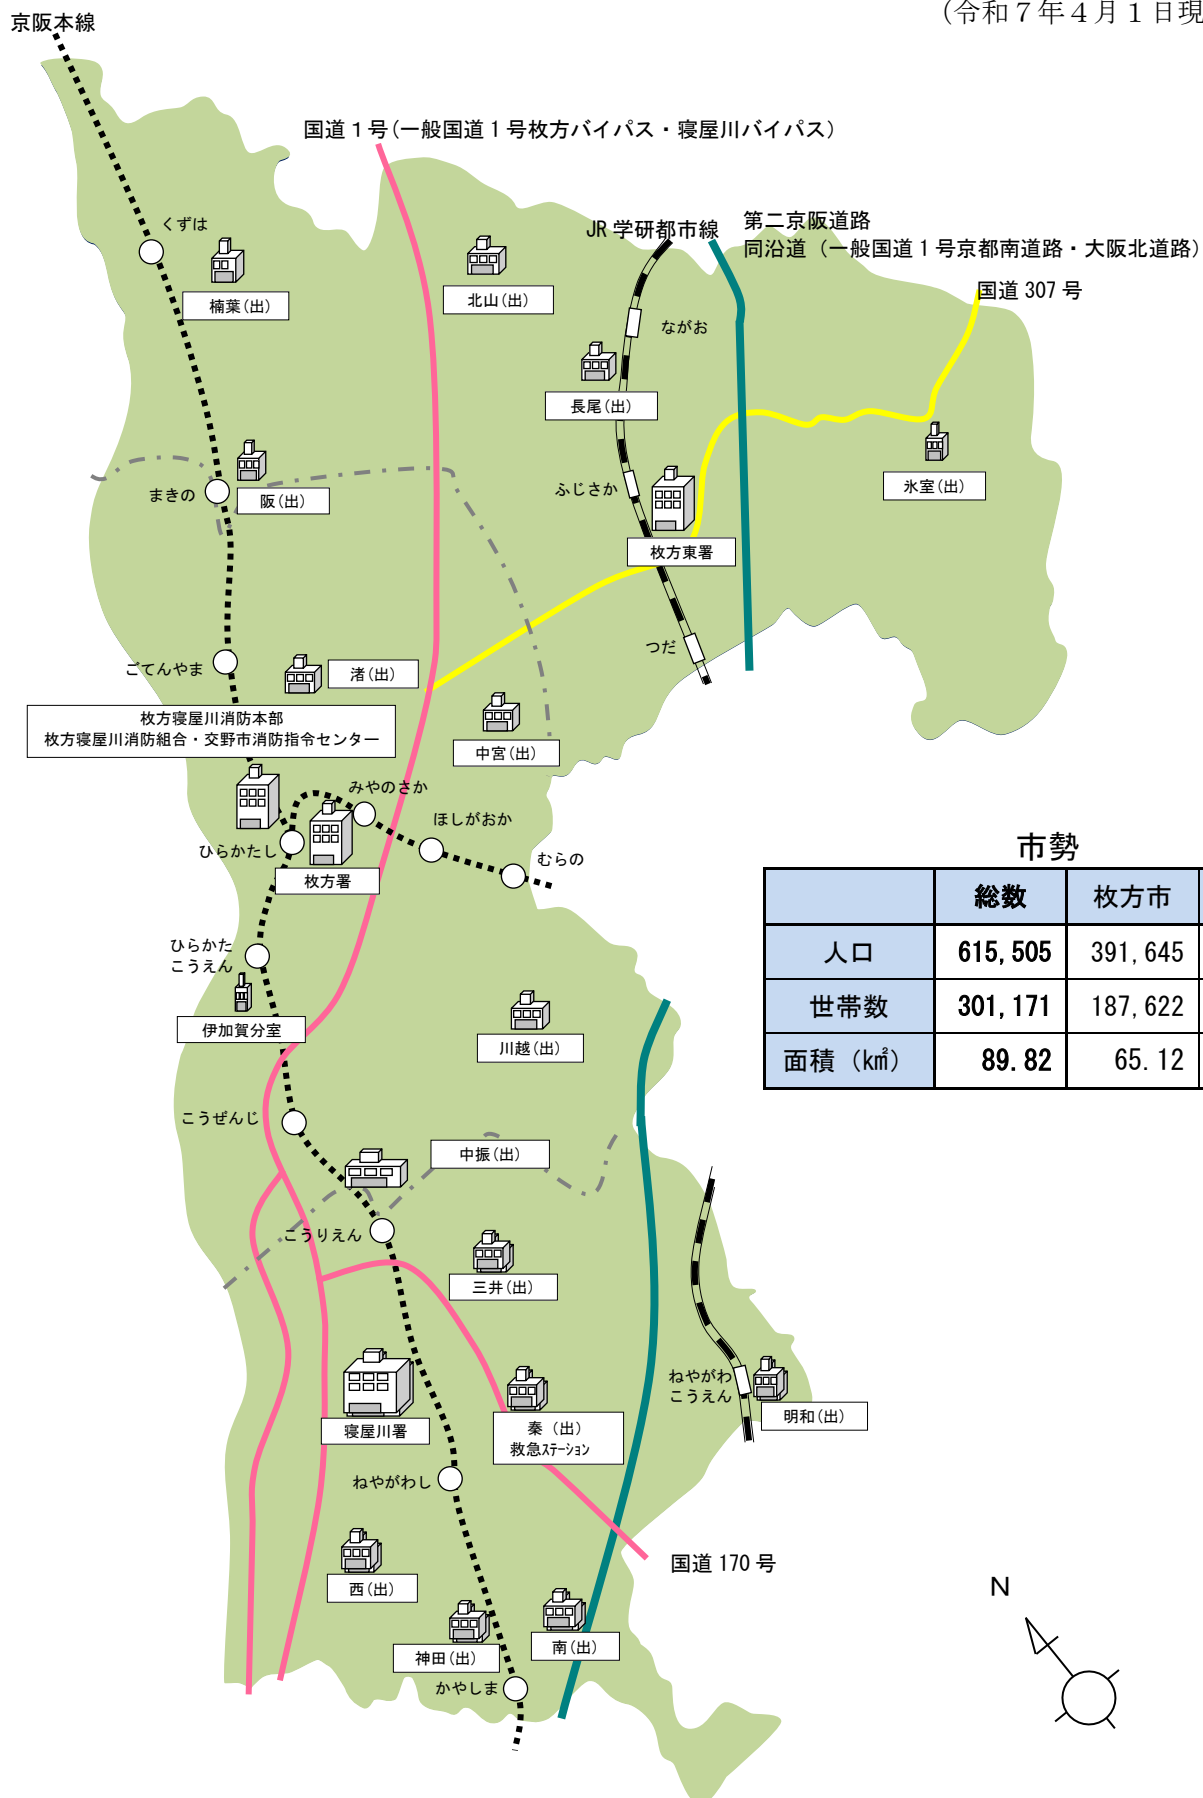 （令和７年４月１日現
京阪本線
国道１号(一般国道１号枚方バイパス・寝屋川バイパス)
くずは
楠葉(出)
北山(出)
JR 学研都市線
第二京阪道路
同沿道（一般国道１号京都南道路・大阪北道路）
国道 307 号
ながお
長尾(出)
まきの
阪(出)
ふじさか
氷室(出)
枚方東署
つだ
ごてんやま
渚(出)
枚方寝屋川消防本部
枚方寝屋川消防組合・交野市消防指令センター
中宮(出)
みやのさか
ほしがおか
むらの
ひらかたし
枚方署
市勢
総数 枚方市
人口 615,505 391,645
世帯数 301,171 187,622
面積（㎢） 89.82 65.12
ひらかた
こうえん
伊加賀分室
川越(出)
こうぜんじ
中振(出)
こうりえん
三井(出)
ねやがわ
こうえん
明和(出)
寝屋川署
秦（出）
救急ｽﾃｰｼｮﾝ
ねやがわし
国道 170 号
西(出)
神田(出)
南(出)
かやしま
N